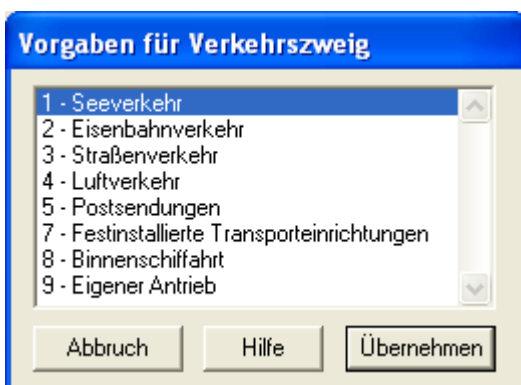 Vorgaben für Verkehrszweig
1 - Seeverkehr
2 - Eisenbahnverkehr
3 - Straßenverkehr
4 - Luftverkehr
5 - Postsendungen
7 - Festinstallierte Transporteinrichtungen
8 - Binnenschiffahrt
9 - Eigener Antrieb
Abbruch Hilfe Übernehmen